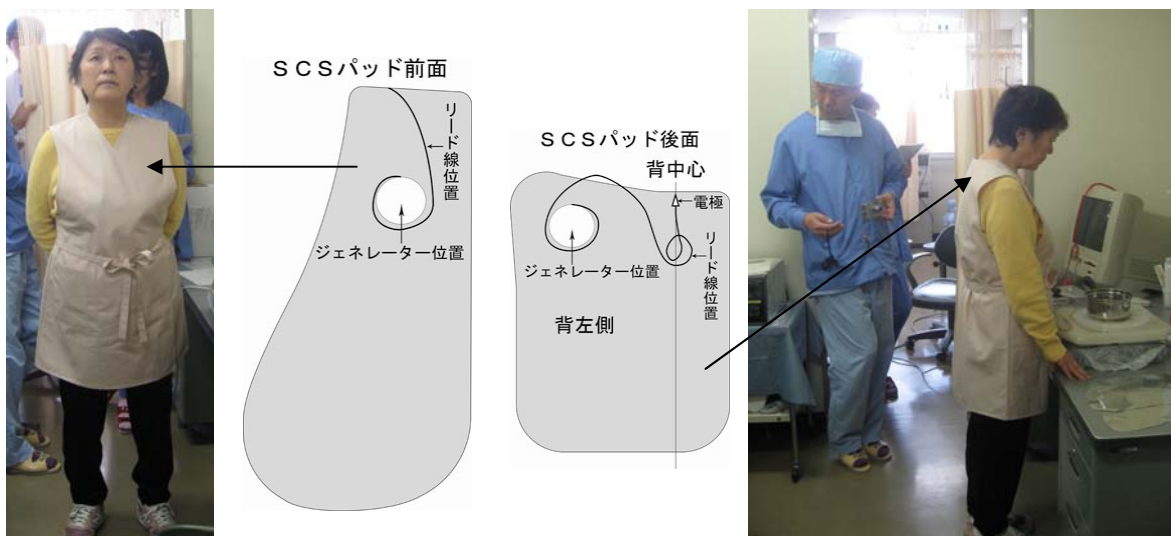 SCSパッド前面
リード線位置
ジェネレーター位置
SCSパッド後面
背中心
電極
リード線位置
ジェネレーター位置
背左側